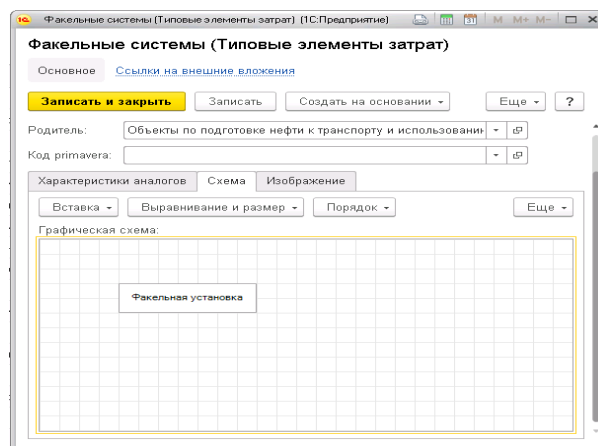 Факельные системы (Типовые элементы затрат) (1С:Предприятие) 31 M M+ M-
Факельные системы (Типовые элементы затрат)
Основное Ссылки на внешние вложения
Записать и закрыть Записать Создать на основании Еще ?
Родитель: Объекты по подготовке нефти к транспорту и использовани
Код primavera:
Характеристики аналогов Схема Изображение
Вставка Выравнивание и размер Порядок Еще
Графическая схема:
Факельная установка